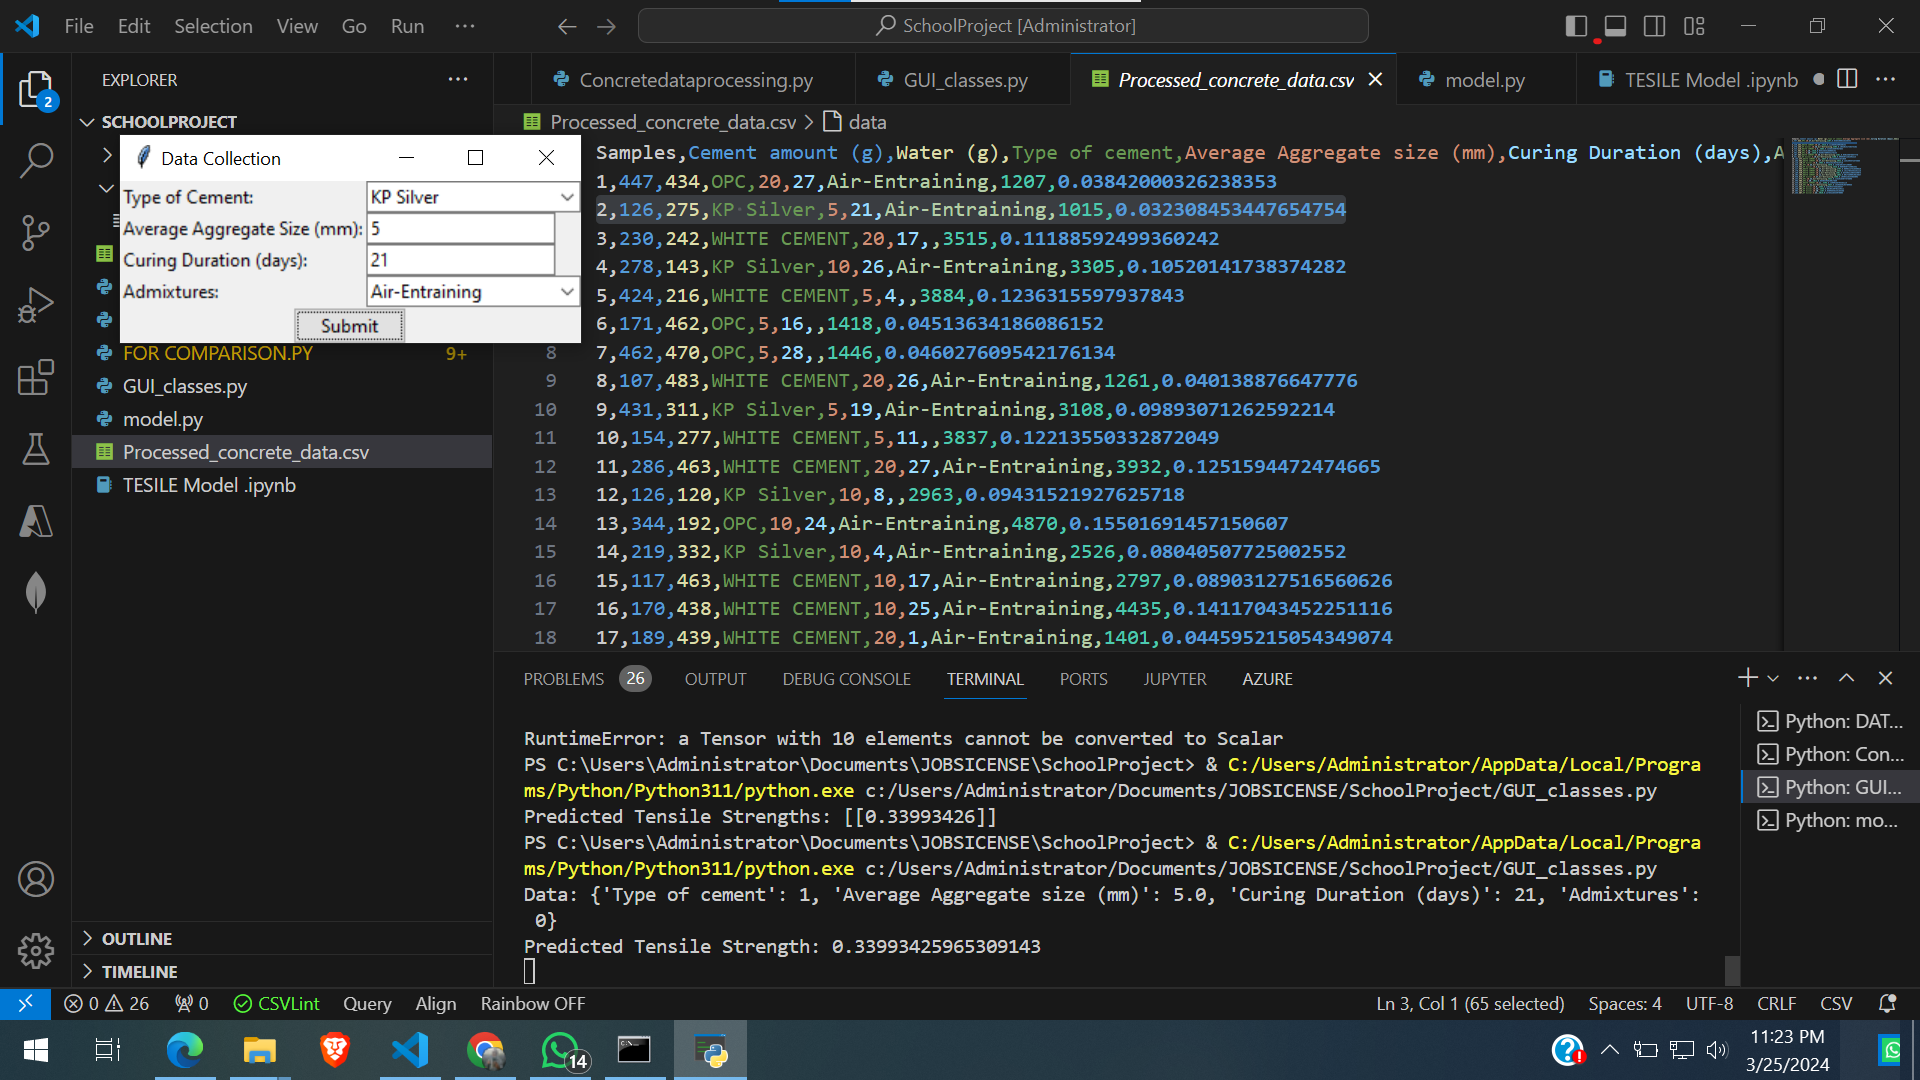 File Edit Selection View Go Run ···
SchoolProject [Administrator]
EXPLORER
SCHOOLPROJECT
Data Collection
Type of Cement: KP Silver
Average Aggregate Size (mm): 5
Curing Duration (days): 21
Admixtures: Air-Entraining
Submit
FOR COMPARISON.PY 9+
GUI_classes.py
model.py
Processed_concrete_data.csv
TESILE Model .ipynb
OUTLINE
TIMELINE
2
Concretedataprocessing.py GUI_classes.py Processed_concrete_data.csv model.py TESILE Model .ipynb
Processed_concrete_data.csv > data
Samples,Cement amount (g),Water (g),Type of cement,Average Aggregate size (mm),Curing Duration (days),A
1,447,434,OPC,20,27,Air-Entraining,1207,0.03842000326238353
2,126,275,KP Silver,5,21,Air-Entraining,1015,0.032308453447654754
3,230,242,WHITE CEMENT,20,17,,3515,0.11188592499360242
4,278,143,KP Silver,10,26,Air-Entraining,3305,0.10520141738374282
5,424,216,WHITE CEMENT,5,4,,3884,0.1236315597937843
6,171,462,OPC,5,16,,1418,0.04513634186086152
8 7,462,470,OPC,5,28,,1446,0.046027609542176134
9 8,107,483,WHITE CEMENT,20,26,Air-Entraining,1261,0.040138876647776
10 9,431,311,KP Silver,5,19,Air-Entraining,3108,0.09893071262592214
11 10,154,277,WHITE CEMENT,5,11,,3837,0.12213550332872049
12 11,286,463,WHITE CEMENT,20,27,Air-Entraining,3932,0.1251594472474665
13 12,126,120,KP Silver,10,8,,2963,0.09431521927625718
14 13,344,192,OPC,10,24,Air-Entraining,4870,0.15501691457150607
15 14,219,332,KP Silver,10,4,Air-Entraining,2526,0.08040507725002552
16 15,117,463,WHITE CEMENT,10,17,Air-Entraining,2797,0.08903127516560626
17 16,170,438,WHITE CEMENT,10,25,Air-Entraining,4435,0.14117043452251116
18 17,189,439,WHITE CEMENT,20,1,Air-Entraining,1401,0.044595215054349074
PROBLEMS 26 OUTPUT DEBUG CONSOLE TERMINAL PORTS JUPYTER AZURE
RuntimeError: a Tensor with 10 elements cannot be converted to Scalar
PS C:\Users\Administrator\Documents\JOBSICENSE\SchoolProject> & C:/Users/Administrator/AppData/Local/Progra
ms/Python/Python311/python.exe c:/Users/Administrator/Documents/JOBSICENSE/SchoolProject/GUI_classes.py
Predicted Tensile Strengths: [[0.33993426]]
PS C:\Users\Administrator\Documents\JOBSICENSE\SchoolProject> & C:/Users/Administrator/AppData/Local/Progra
ms/Python/Python311/python.exe c:/Users/Administrator/Documents/JOBSICENSE/SchoolProject/GUI_classes.py
Data: {'Type of cement': 1, 'Average Aggregate size (mm)': 5.0, 'Curing Duration (days)': 21, 'Admixtures':
0}
Predicted Tensile Strength: 0.33993425965309143
Python: DAT...
Python: Con...
Python: GUI...
Python: mo...
0 26 0 CSVLint Query Align Rainbow OFF Ln 3, Col 1 (65 selected) Spaces: 4 UTF-8 CRLF CSV
14
11:23 PM
3/25/2024